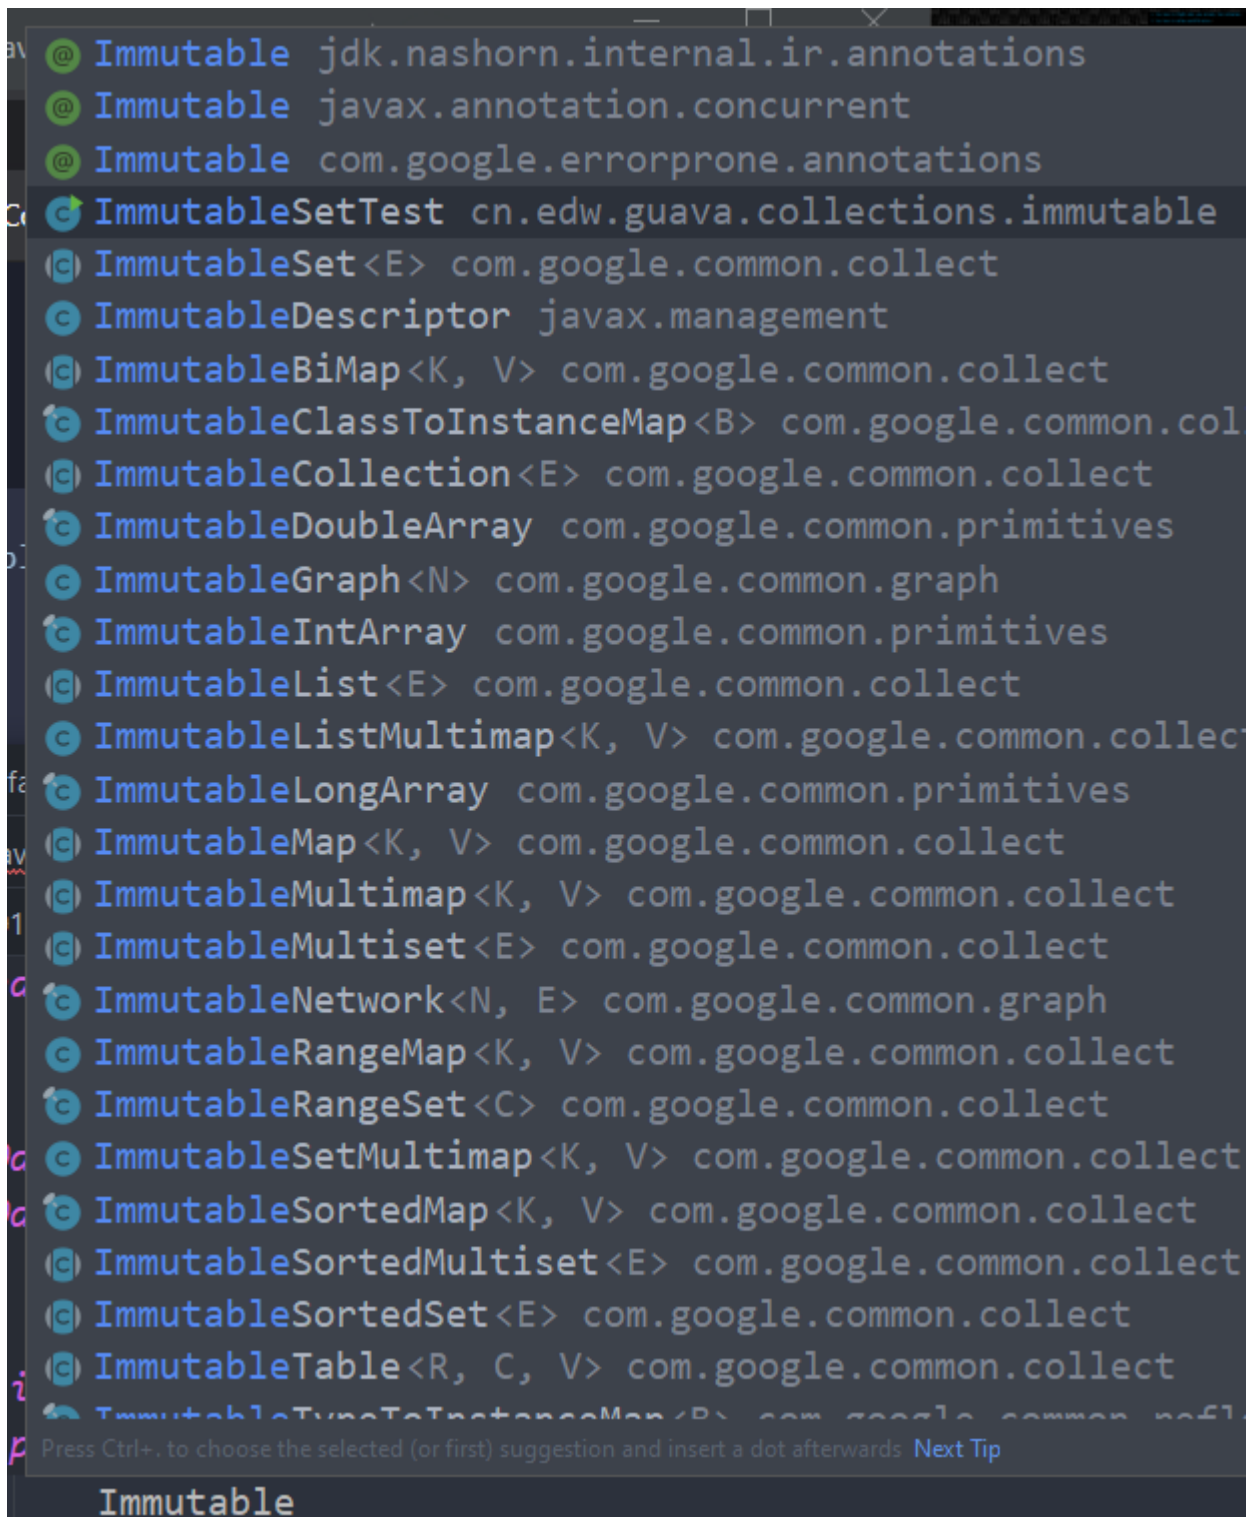 Immutable jdk.nashorn.internal.ir.annotations
Immutable javax.annotation.concurrent
Immutable com.google.errorprone.annotations
ImmutableSetTest cn.edw.guava.collections.immutable
ImmutableSet<E> com.google.common.collect
ImmutableDescriptor javax.management
ImmutableBiMap<K, V> com.google.common.collect
ImmutableClassToInstanceMap<B> com.google.common.col
ImmutableCollection<E> com.google.common.collect
ImmutableDoubleArray com.google.common.primitives
ImmutableGraph<N> com.google.common.graph
ImmutableIntArray com.google.common.primitives
ImmutableList<E> com.google.common.collect
ImmutableListMultimap<K, V> com.google.common.collect
ImmutableLongArray com.google.common.primitives
ImmutableMap<K, V> com.google.common.collect
ImmutableMultimap<K, V> com.google.common.collect
ImmutableMultiset<E> com.google.common.collect
ImmutableNetwork<N, E> com.google.common.graph
ImmutableRangeMap<K, V> com.google.common.collect
ImmutableRangeSet<C> com.google.common.collect
ImmutableSetMultimap<K, V> com.google.common.collect
ImmutableSortedMap<K, V> com.google.common.collect
ImmutableSortedMultiset<E> com.google.common.collect
ImmutableSortedSet<E> com.google.common.collect
ImmutableTable<R, C, V> com.google.common.collect
ImmutableTypeToInstanceMap<B> com.google.common.refl
Press Ctrl+. to choose the selected (or first) suggestion and insert a dot afterwards Next Tip
Immutable